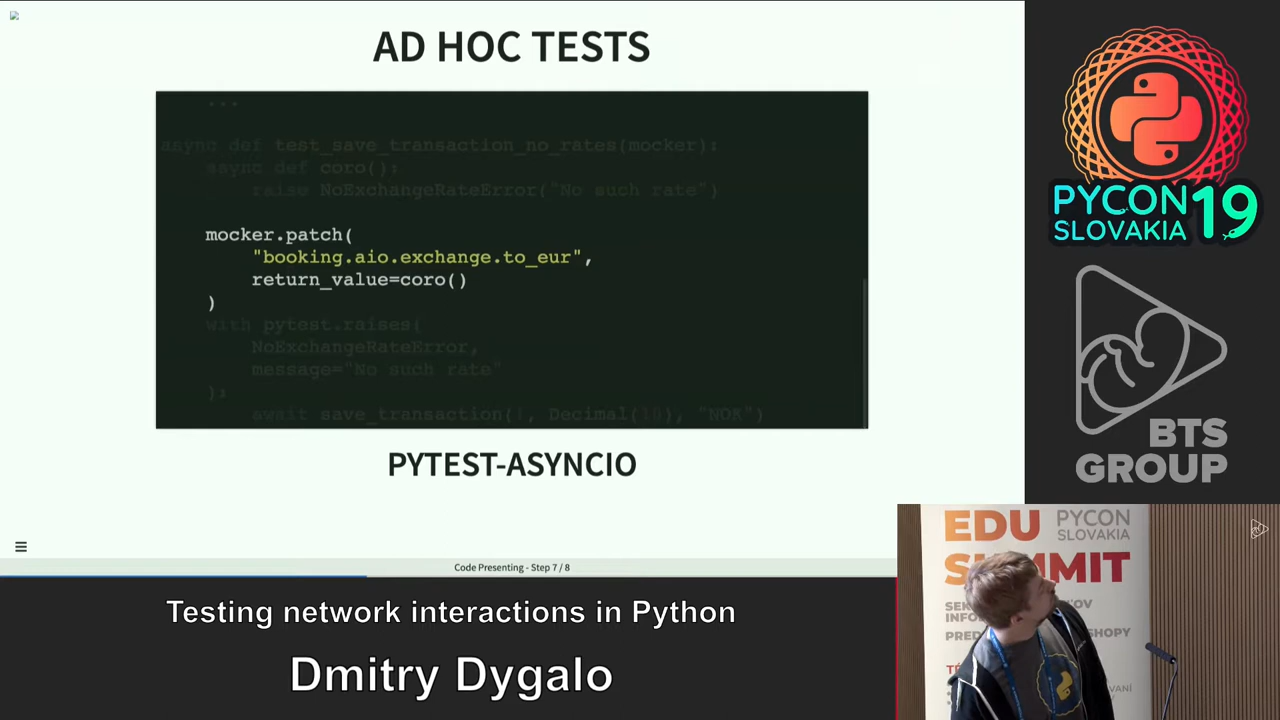 AD HOC TESTS
...
async def test_save_transaction_no_rates(mocker):
async def coro():
raise NoExchangeRateError("No such rate")
mocker.patch(
"booking.aio.exchange.to_eur",
return_value=coro()
)
with pytest.raises(
NoExchangeRateError,
message="No such rate"
):
await save_transaction(1, Decimal(10), "NOK")
PYTEST-ASYNCIO
Code Presenting - Step 7 / 8
Testing network interactions in Python
Dmitry Dygalo
PYCON
SLOVAKIA
19
BTS
GROUP
EDU
PYCON
SLOVAKIA